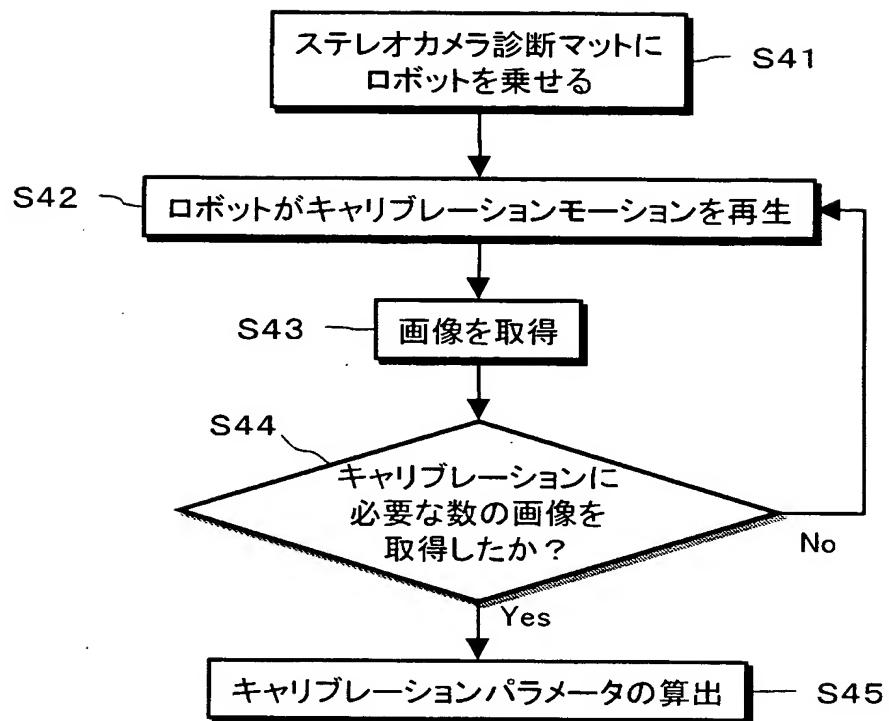 ステレオカメラ診断マットに
ロボットを乗せる
S41
S42
ロボットがキャリブレーションモーションを再生
S43
画像を取得
S44
キャリブレーションに
必要な数の画像を
取得したか？
No
Yes
キャリブレーションパラメータの算出
S45